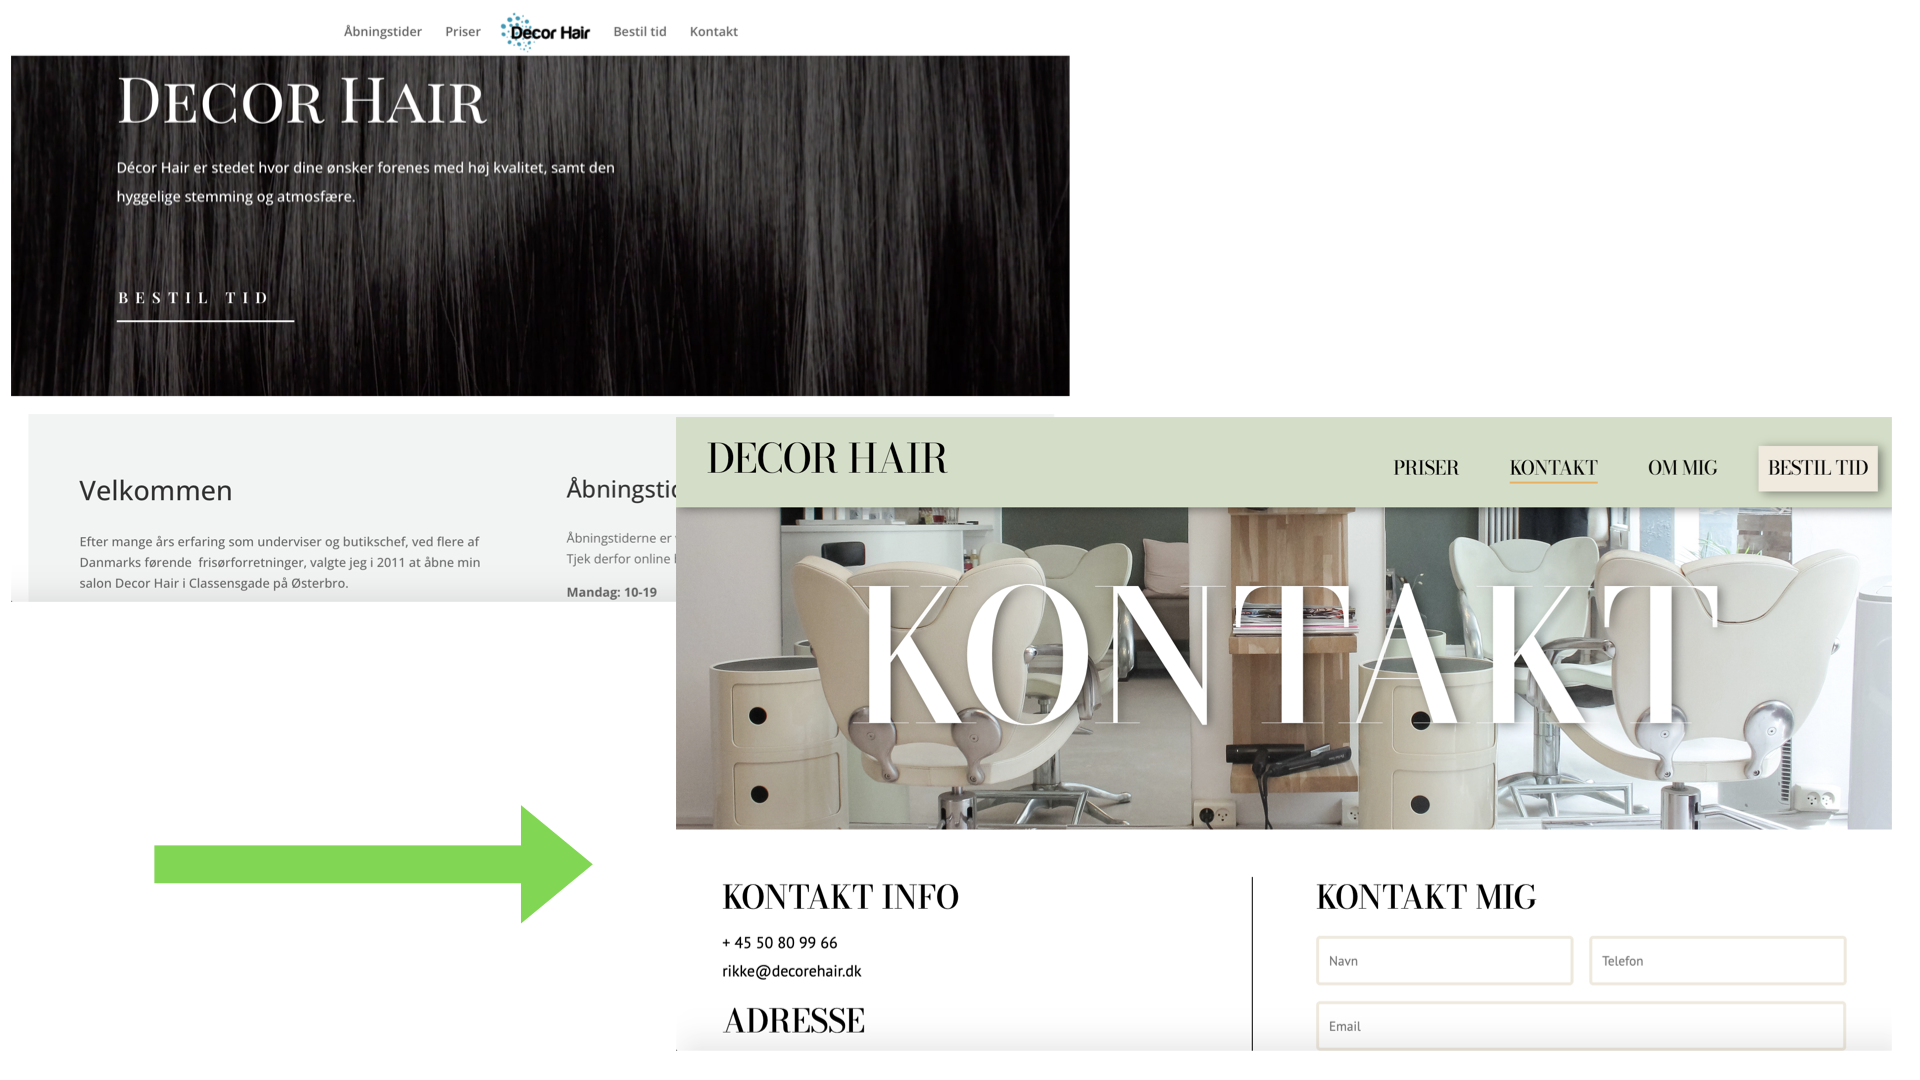 Åbningstider Priser Decor Hair Bestil tid Kontakt
DECOR HAIR
Décor Hair er stedet hvor dine ønsker forenes med høj kvalitet, samt den
hyggelige stemming og atmosfære.
BESTIL TID
Velkommen
Efter mange års erfaring som underviser og butikschef, ved flere af
Danmarks førende frisørforretninger, valgte jeg i 2011 at åbne min
salon Decor Hair i Classensgade på Østerbro.
Åbningstid
Åbningstiderne er
Tjek derfor online
Mandag: 10-19
DECOR HAIR
PRISER KONTAKT OM MIG BESTIL TID
KONTAKT
KONTAKT INFO
+ 45 50 80 99 66
rikke@decorehair.dk
ADRESSE
KONTAKT MIG
Navn Telefon
Email